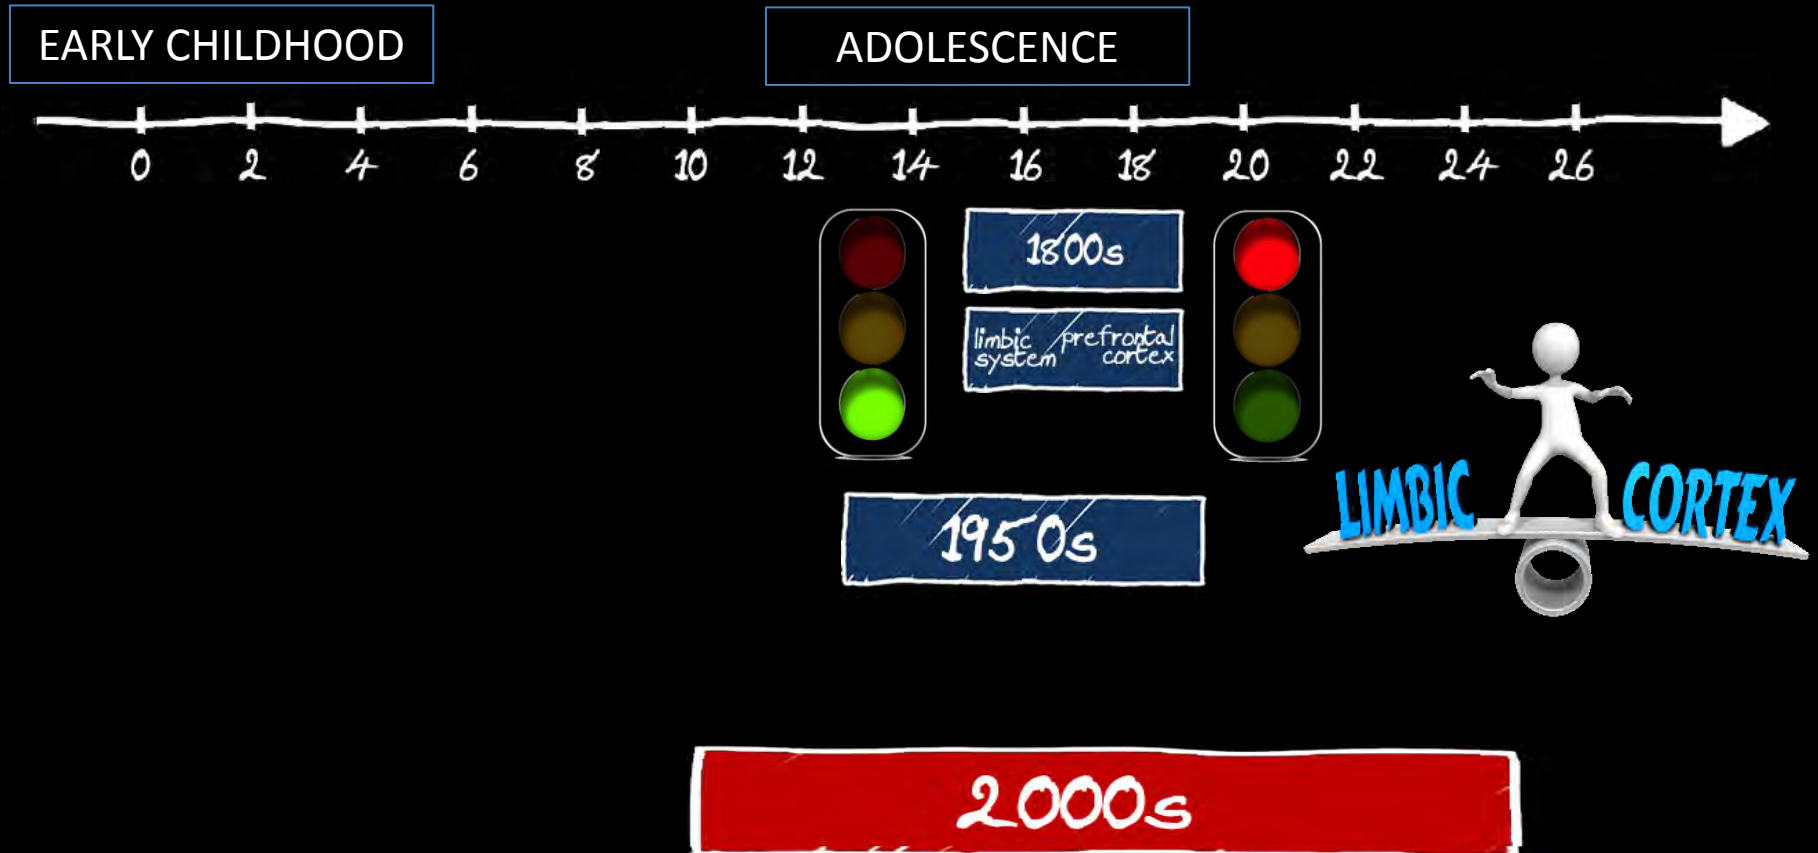 EARLY CHILDHOOD
ADOLESCENCE
0 2 4 6 8 10 12 14 16 18 20 22 24 26
1800s
limbic prefrontal
system cortex
LIMBIC CORTEX
1950s
2000s